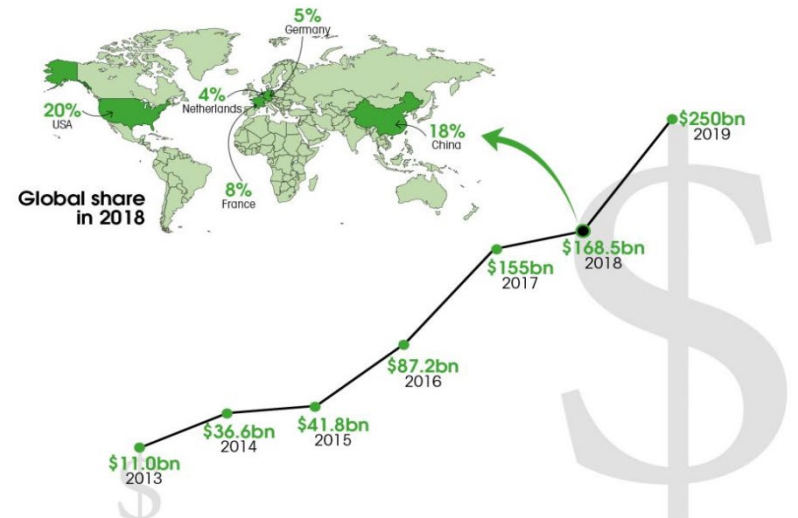 5%
Germany
4%
Netherlands
20%
USA
18%
China
8%
France
Global share
in 2018
$250bn
2019
$168.5bn
2018
$155bn
2017
$87.2bn
2016
$41.8bn
2015
$36.6bn
2014
$11.0bn
2013
$
$